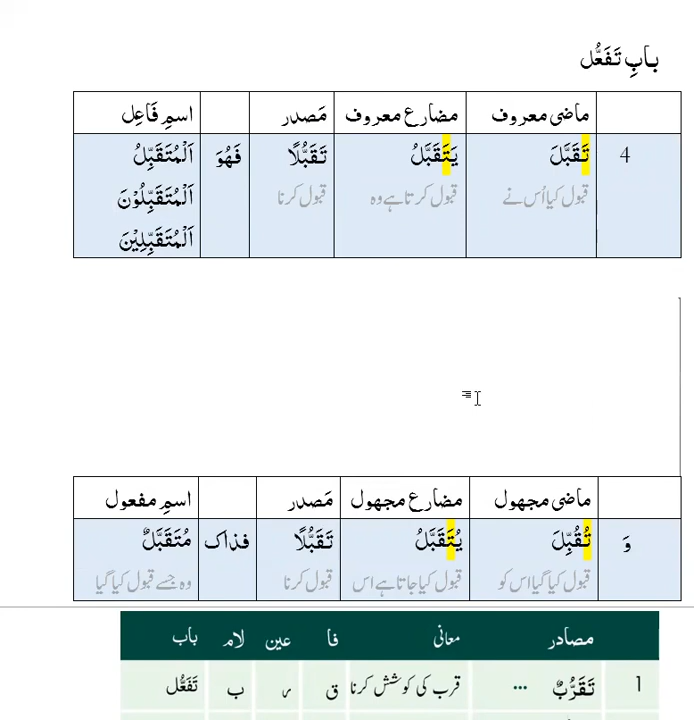 بابِ تَفَعُّل
ماضی معروف مضارع معروف مَصدر اسمِ فَاعِل
4 تَقَبَّلَ يَتَقَبَّلُ تَقَبُّلًا فَهُوَ اَلْمُتَقَبِّلُ
قبول کیا اُس نے قبول کرتا ہے وہ قبول کرنا اَلْمُتَقَبِّلُوْنَ
اَلْمُتَقَبِّلِيْنَ
ماضی مجهول مضارع مجهول مَصدر اسمِ مفعول
وَ تُقُبِّلَ يُتَقَبَّلُ تَقَبُّلًا فذاک مُتَقَبَّلٌ
قبول کیا گیا اس کو قبول کیا جاتا ہے اس قبول کرنا وہ جسے قبول کیا گیا
مصادر معانی فا عین لام باب
1 تَقَرُّبٌ ... قرب کی کوشش کرنا ق ر ب تَفَعُّل